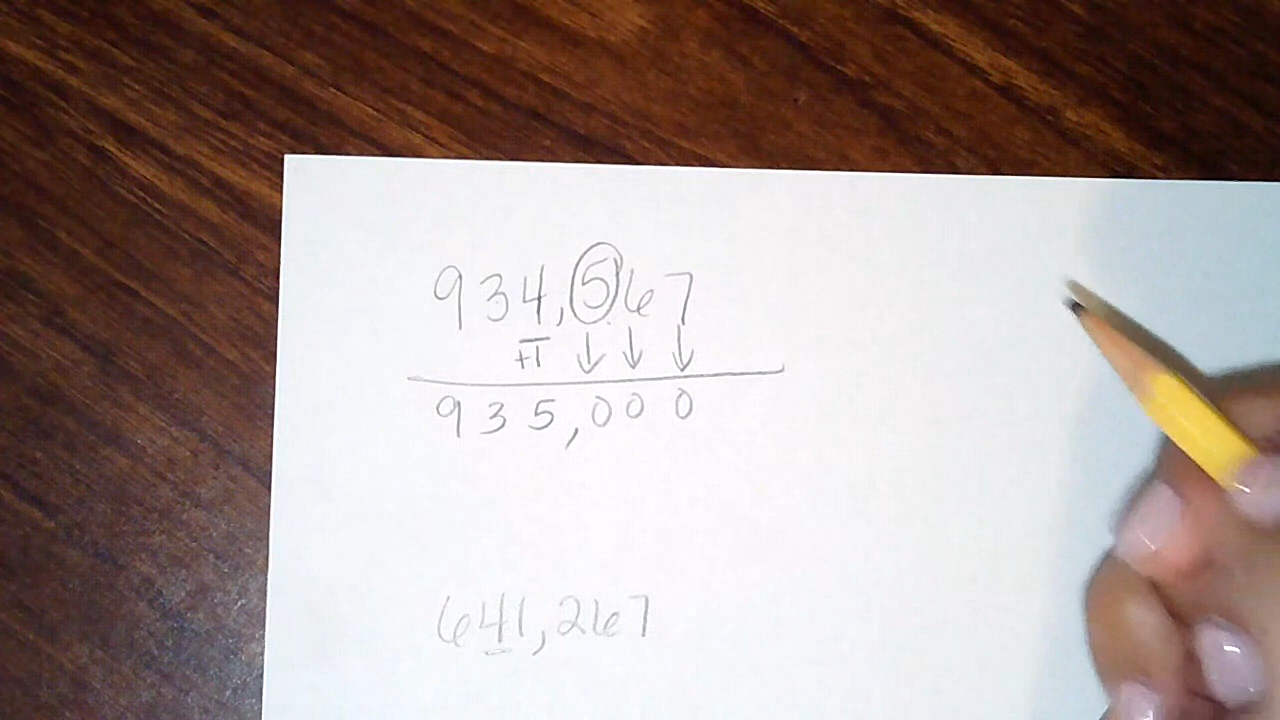 934,567
+1 ↓ ↓ ↓
935,000
641,267